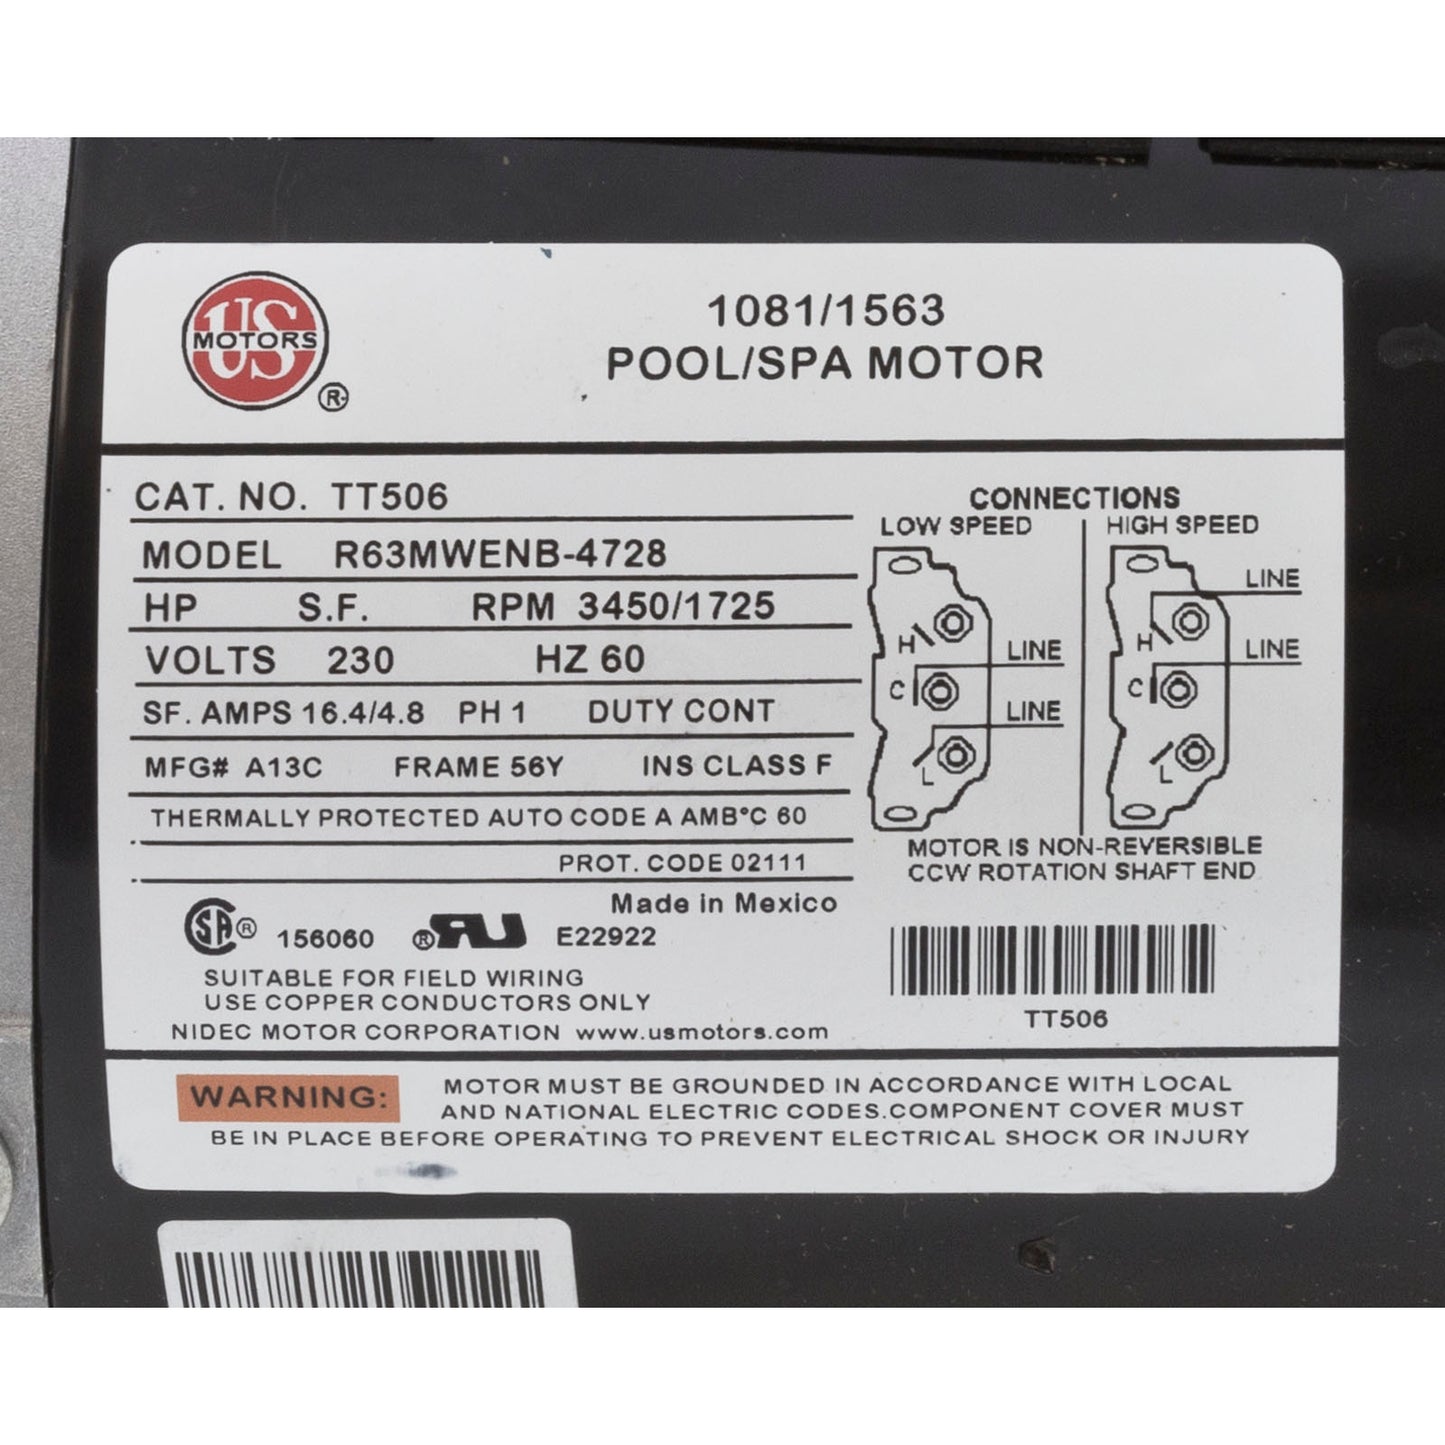 US
MOTORS
®
1081/1563
POOL/SPA MOTOR
CAT. NO. TT506
MODEL R63MWENB-4728
HP S.F. RPM 3450/1725
VOLTS 230 HZ 60
SF. AMPS 16.4/4.8 PH 1 DUTY CONT
MFG# A13C FRAME 56Y INS CLASS F
THERMALLY PROTECTED AUTO CODE A AMB°C 60
PROT. CODE 02111
Made in Mexico
SA ® 156060 ® RU E22922
SUITABLE FOR FIELD WIRING
USE COPPER CONDUCTORS ONLY
NIDEC MOTOR CORPORATION www.usmotors.com
CONNECTIONS
LOW SPEED HIGH SPEED
H
LINE
C
LINE
L
LINE
H
LINE
C
L
MOTOR IS NON-REVERSIBLE
CCW ROTATION SHAFT END
TT506
WARNING: MOTOR MUST BE GROUNDED IN ACCORDANCE WITH LOCAL
AND NATIONAL ELECTRIC CODES.COMPONENT COVER MUST
BE IN PLACE BEFORE OPERATING TO PREVENT ELECTRICAL SHOCK OR INJURY